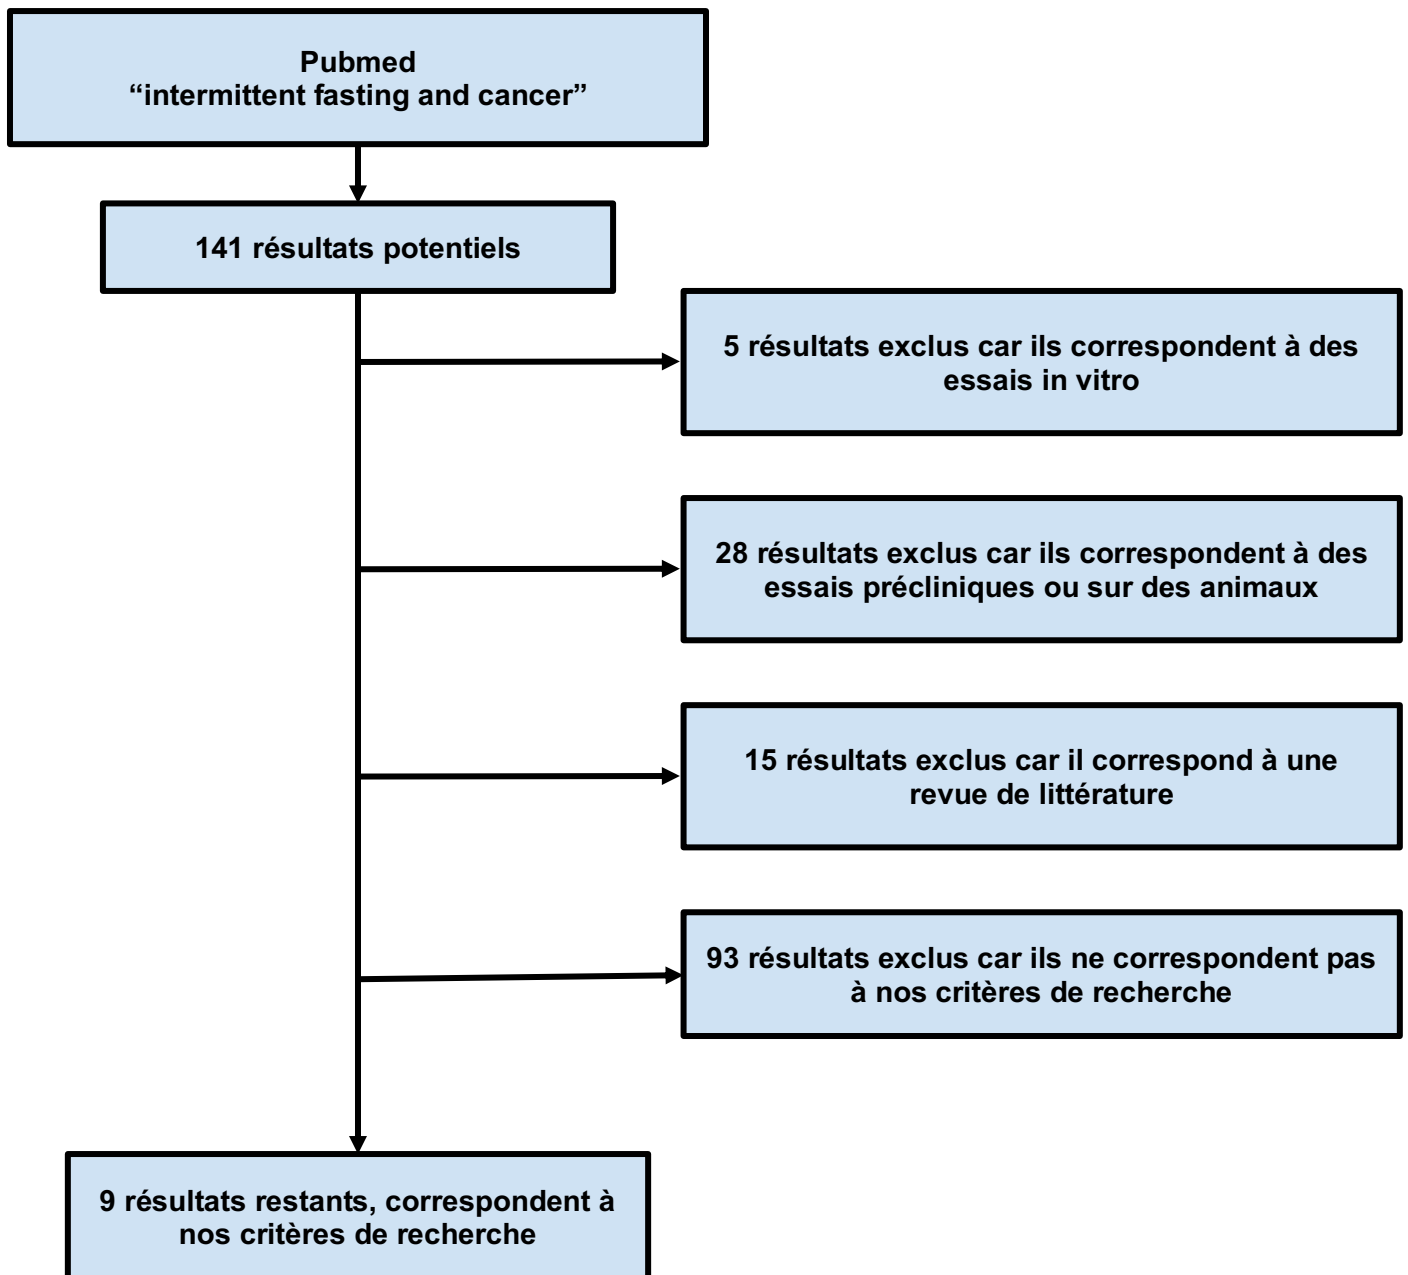 Pubmed
“intermittent fasting and cancer”
141 résultats potentiels
5 résultats exclus car ils correspondent à des
essais in vitro
28 résultats exclus car ils correspondent à des
essais précliniques ou sur des animaux
15 résultats exclus car il correspond à une
revue de littérature
93 résultats exclus car ils ne correspondent pas
à nos critères de recherche
9 résultats restants, correspondent à
nos critères de recherche